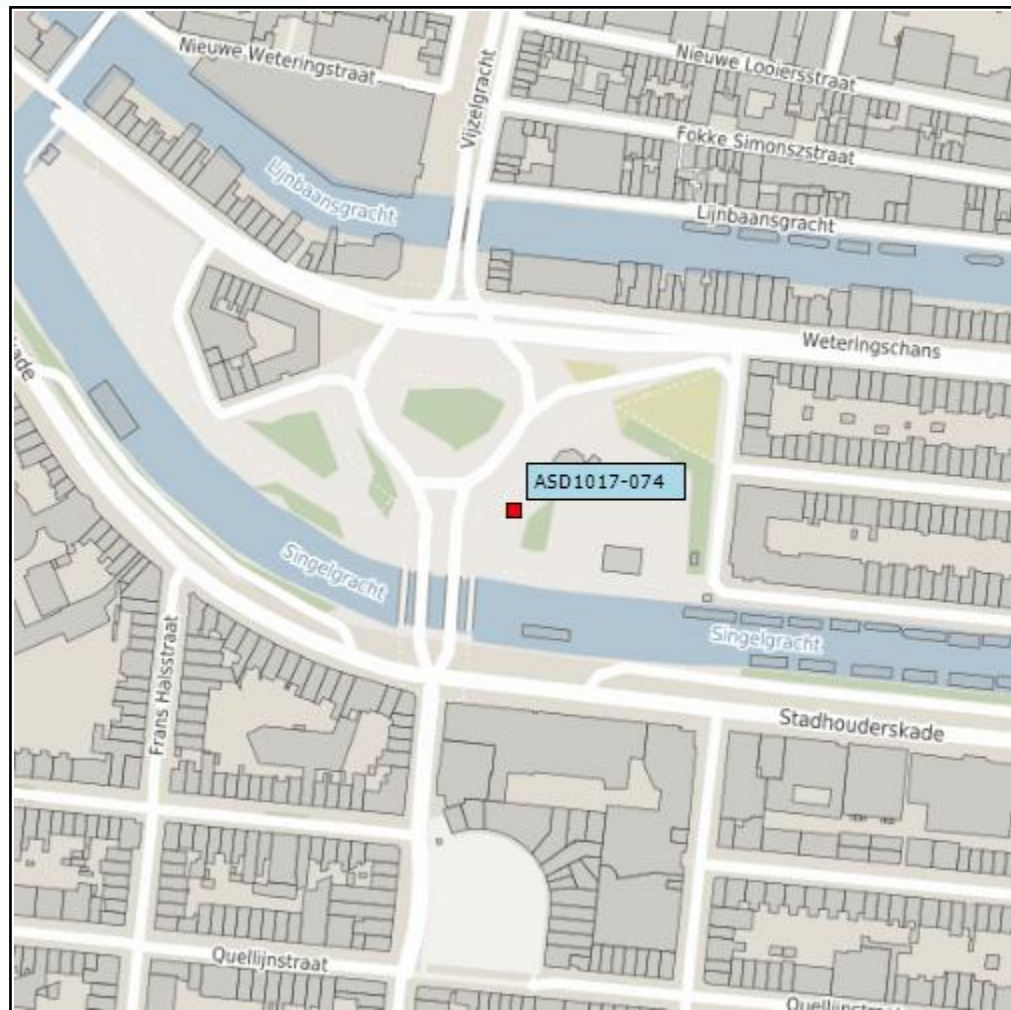 Nieuwe Weteringstraat
Vijzelgracht
Nieuwe Looiersstraat
Fokke Simonszstraat
Lijnbaansgracht
Lijnbaansgracht
Weteringschans
kade
ASD1017-074
Singelgracht
Singelgracht
Frans Halsstraat
Stadhouderskade
Quellijnstraat
Quellijnstraat